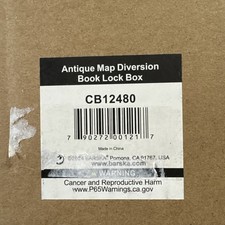 Antique Map Diversion
Book Lock Box
CB12480
7 90272 00121 7
Made in China
BARSKA® Pomona, CA 91767, USA
www.barska.com
WARNING
Cancer and Reproductive Harm
www.P65Warnings.ca.gov